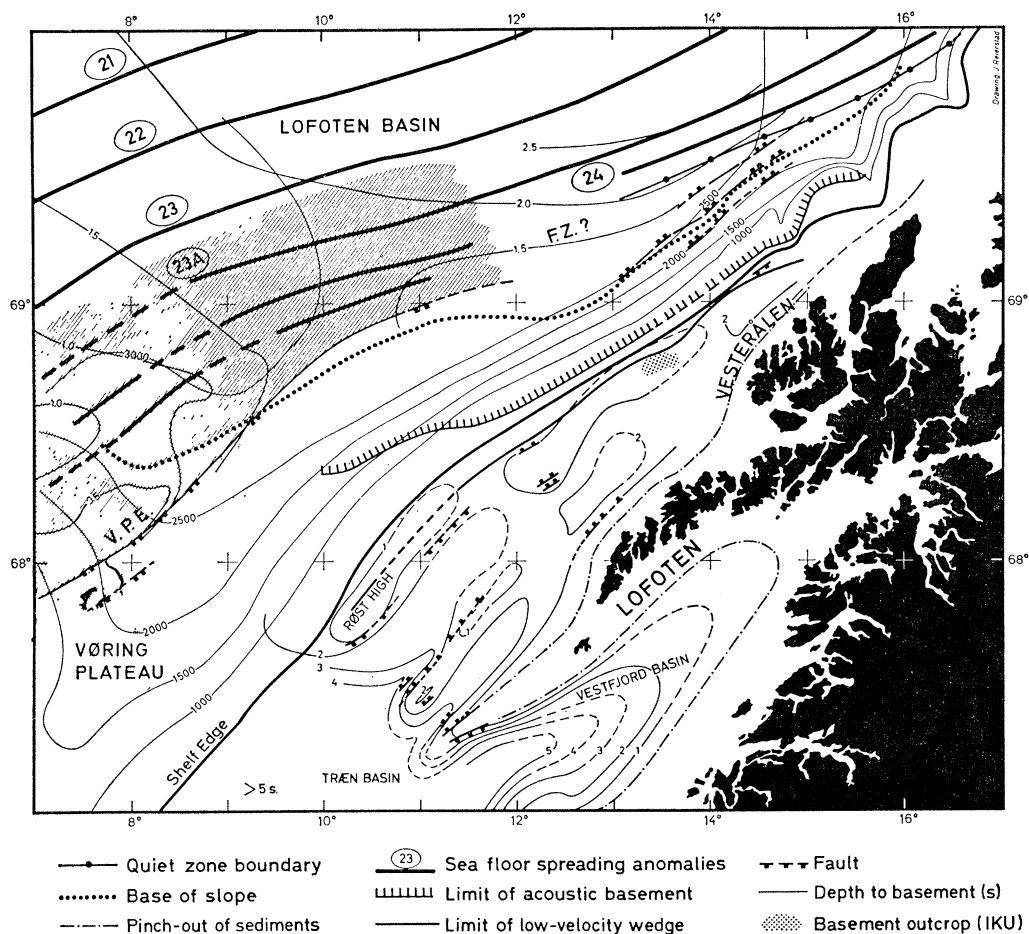 8° 10° 12° 14° 16°
Drawing J Reierstad
21
22
LOFOTEN BASIN
2.5
24
23
2.0
2500
F.Z.?
1.5
1.5
1500
1000
23A
2000
69° 69°
1.0
3000
2
VESTERÅLEN
1.0
2
2500
V.P.E.
68° 68°
1
LOFOTEN
RØST HIGH
2000
1
VØRING
PLATEAU
2
3
4
1500
2
VESTFJORD BASIN
1000
Shelf Edge
5 4 3 2 1
TRÆN BASIN
>5 s.
8° 10° 12° 14° 16°
Quiet zone boundary
23 Sea floor spreading anomalies
Fault
Base of slope
Limit of acoustic basement
Depth to basement (s)
Pinch-out of sediments
Limit of low-velocity wedge
Basement outcrop (IKU)